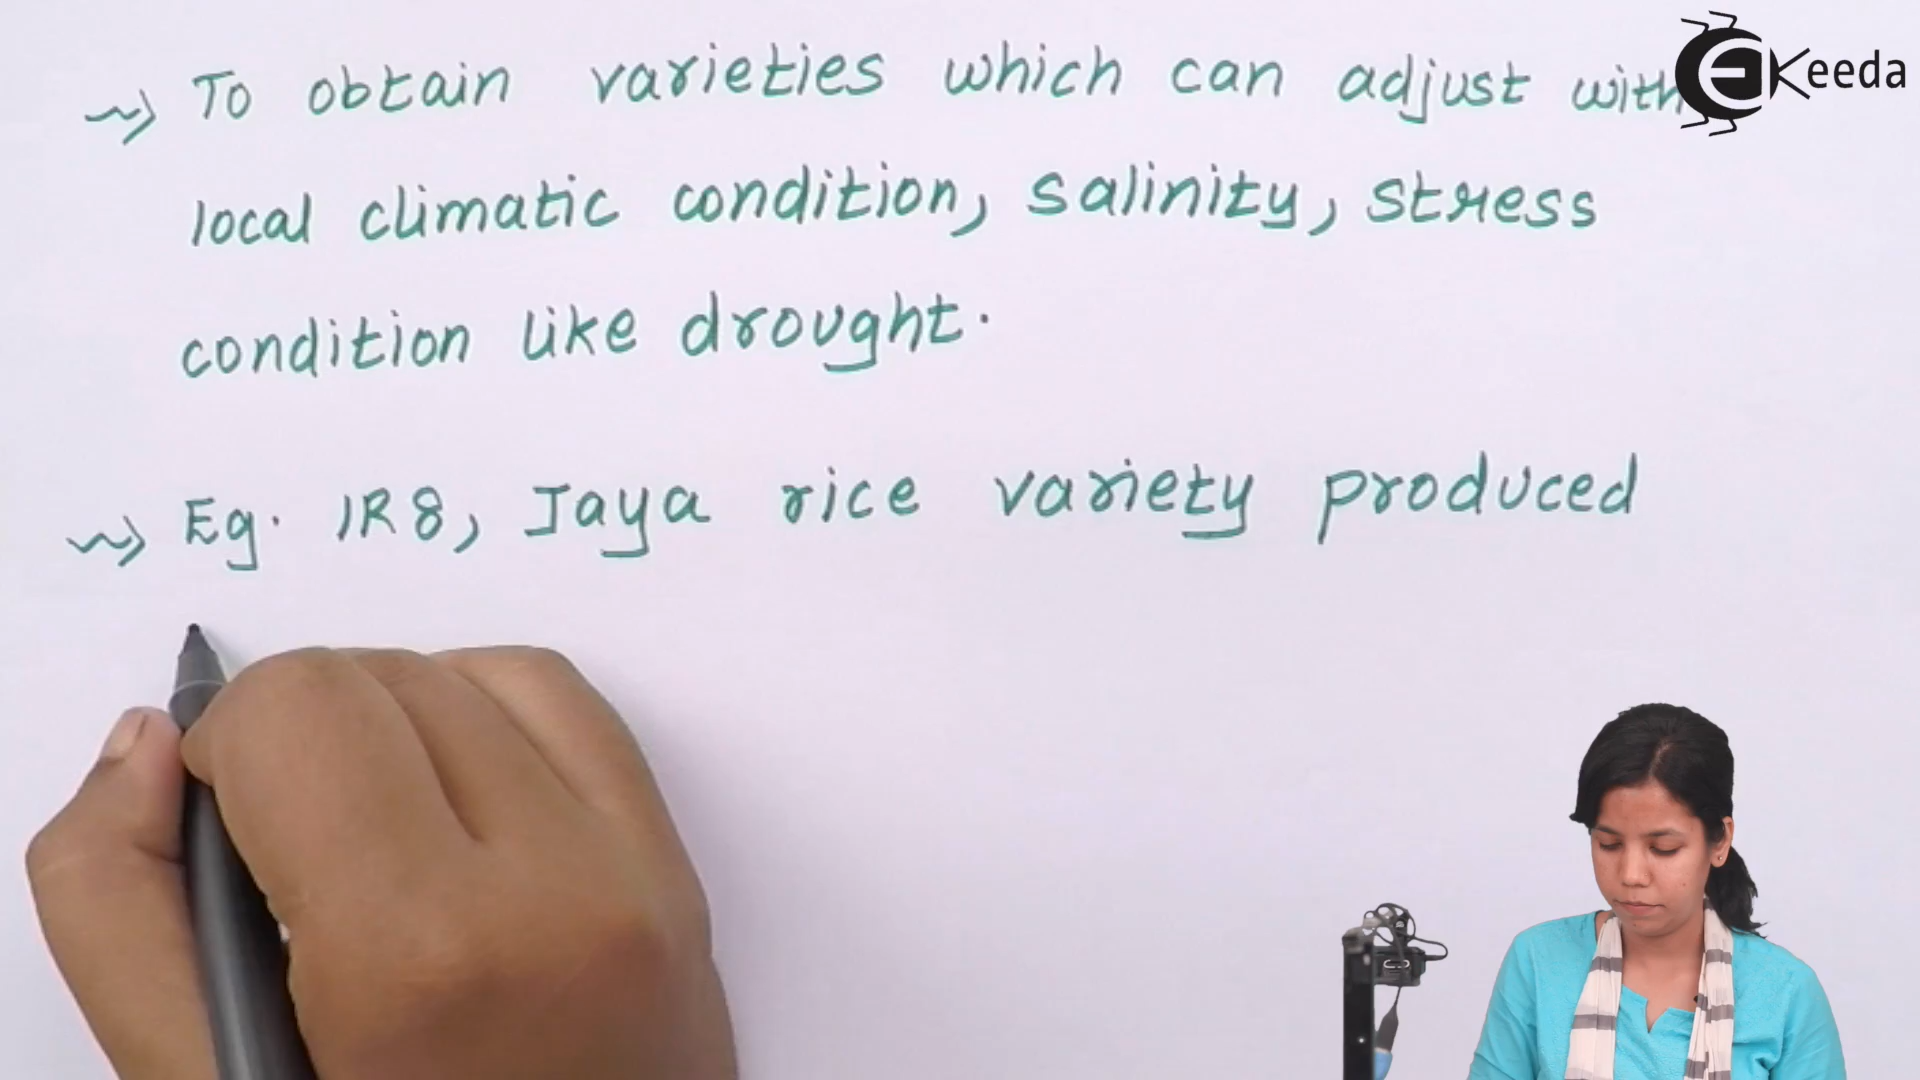 To obtain varieties which can adjust with
local climatic condition, salinity, stress
condition like drought.
Eg. IR8, Jaya rice variety produced
EKeeda